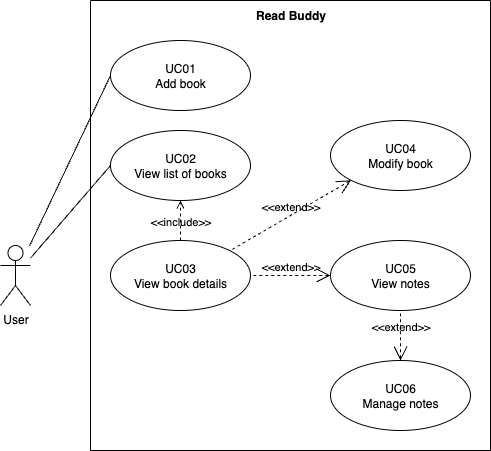 Read Buddy
UC01
Add book
UC02
View list of books
UC04
Modify book
<<include>>
<<extend>>
UC03
View book details
<<extend>>
UC05
View notes
User
<<extend>>
UC06
Manage notes